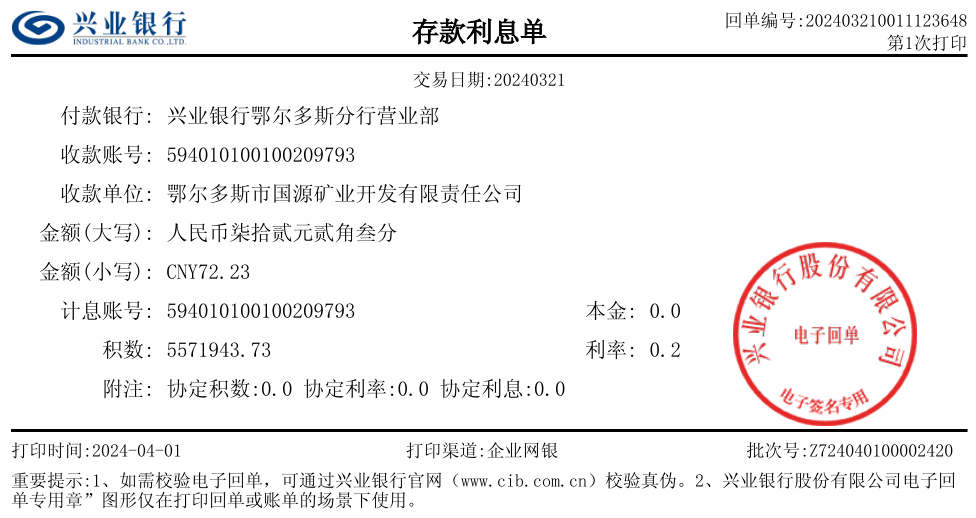 兴业银行
INDUSTRIAL BANK CO.,LTD.
存款利息单
回单编号:202403210011123648
第1次打印
交易日期:20240321
付款银行: 兴业银行鄂尔多斯分行营业部
收款账号: 594010100100209793
收款单位: 鄂尔多斯市国源矿业开发有限责任公司
金额(大写): 人民币柒拾贰元贰角叁分
金额(小写): CNY72.23
计息账号: 594010100100209793 本金: 0.0
积数: 5571943.73 利率: 0.2
附注: 协定积数:0.0 协定利率:0.0 协定利息:0.0
兴业银行股份有限公司
电子回单
电子签名专用
打印时间:2024-04-01 打印渠道:企业网银 批次号:Z724040100002420
重要提示:1、如需校验电子回单，可通过兴业银行官网（www.cib.com.cn）校验真伪。2、兴业银行股份有限公司电子回
单专用章”图形仅在打印回单或账单的场景下使用。